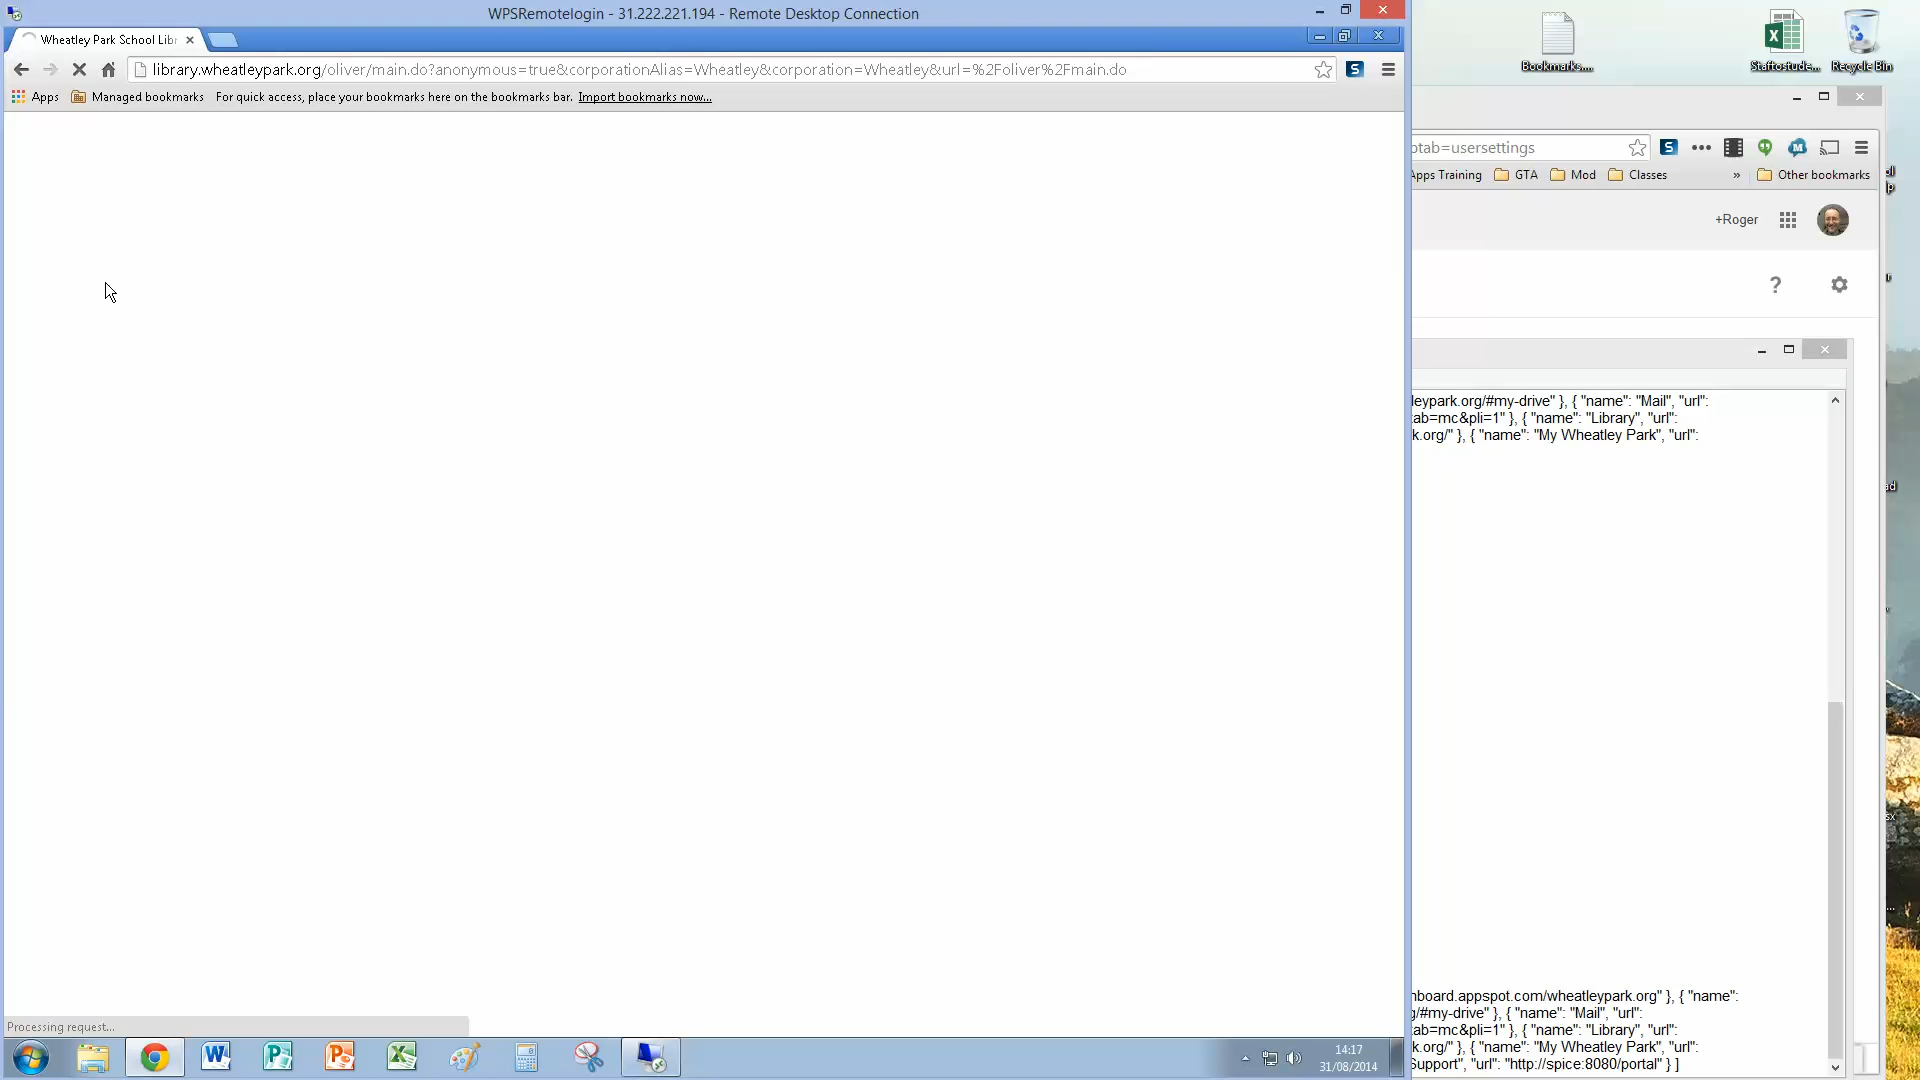 WPSRemotelogin - 31.222.221.194 - Remote Desktop Connection
Wheatley Park School Libr
library.wheatleypark.org/oliver/main.do?anonymous=true&corporationAlias=Wheatley&corporation=Wheatley&url=%2Foliver%2Fmain.do
Apps Managed bookmarks For quick access, place your bookmarks here on the bookmarks bar. Import bookmarks now...
Bookmarks....
Staffostude...
Recycle Bin
otab=usersettings
Apps Training GTA Mod Classes » Other bookmarks
+Roger
?
leypark.org/#my-drive" }, { "name": "Mail", "url":
tab=mc&pli=1" }, { "name": "Library", "url":
k.org/" }, { "name": "My Wheatley Park", "url":
nboard.appspot.com/wheatleypark.org" }, { "name":
g/#my-drive" }, { "name": "Mail", "url":
tab=mc&pli=1" }, { "name": "Library", "url":
k.org/" }, { "name": "My Wheatley Park", "url":
Support", "url": "http://spice:8080/portal" } ]
Processing request...
14:17
31/08/2014